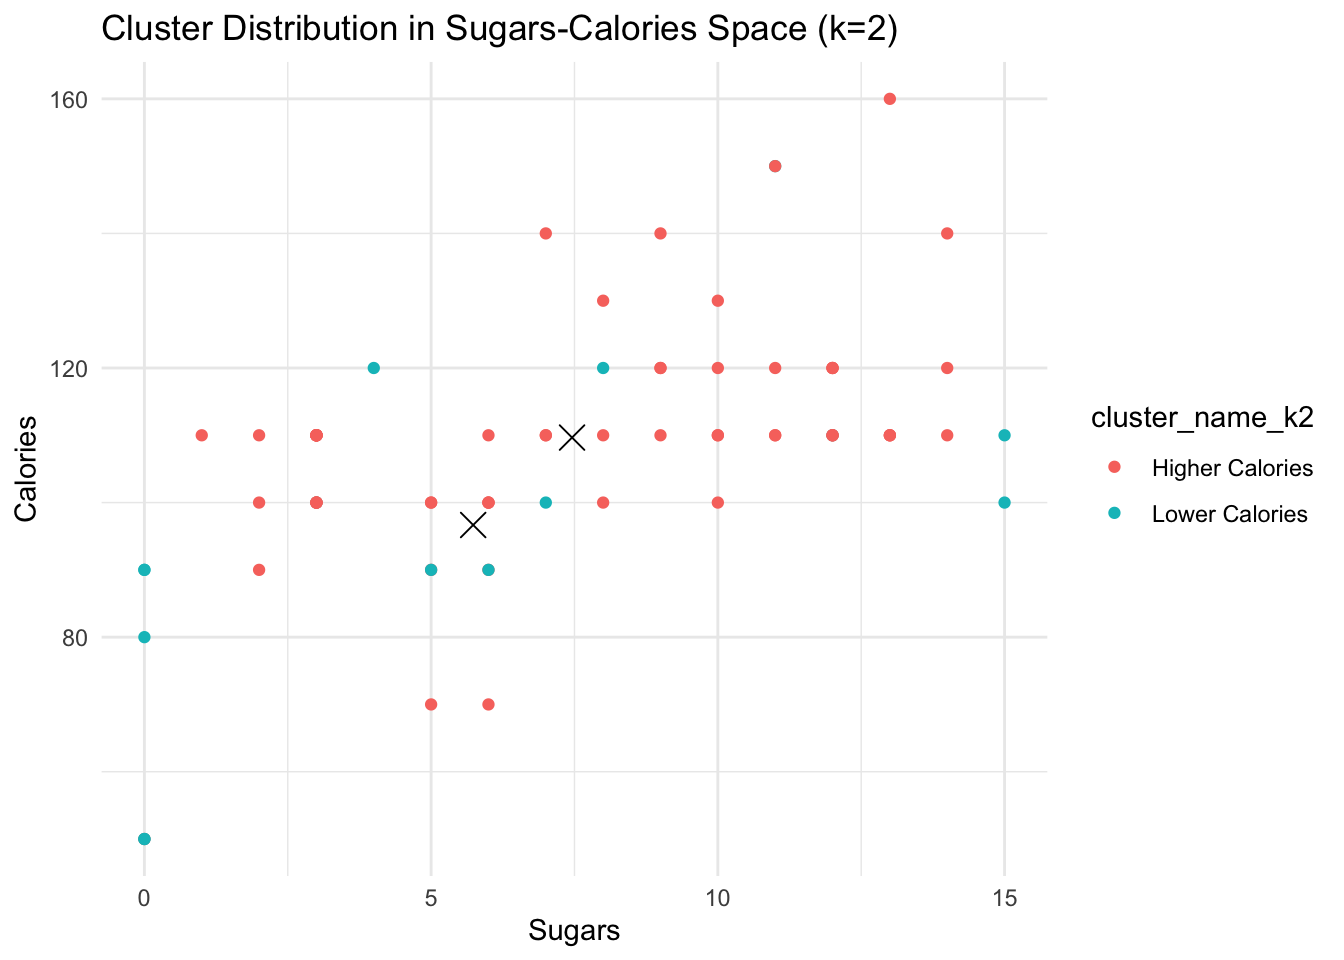 Cluster Distribution in Sugars-Calories Space (k=2)
160
120
80
Calories
0 5 10 15
Sugars
cluster_name_k2
Higher Calories
Lower Calories